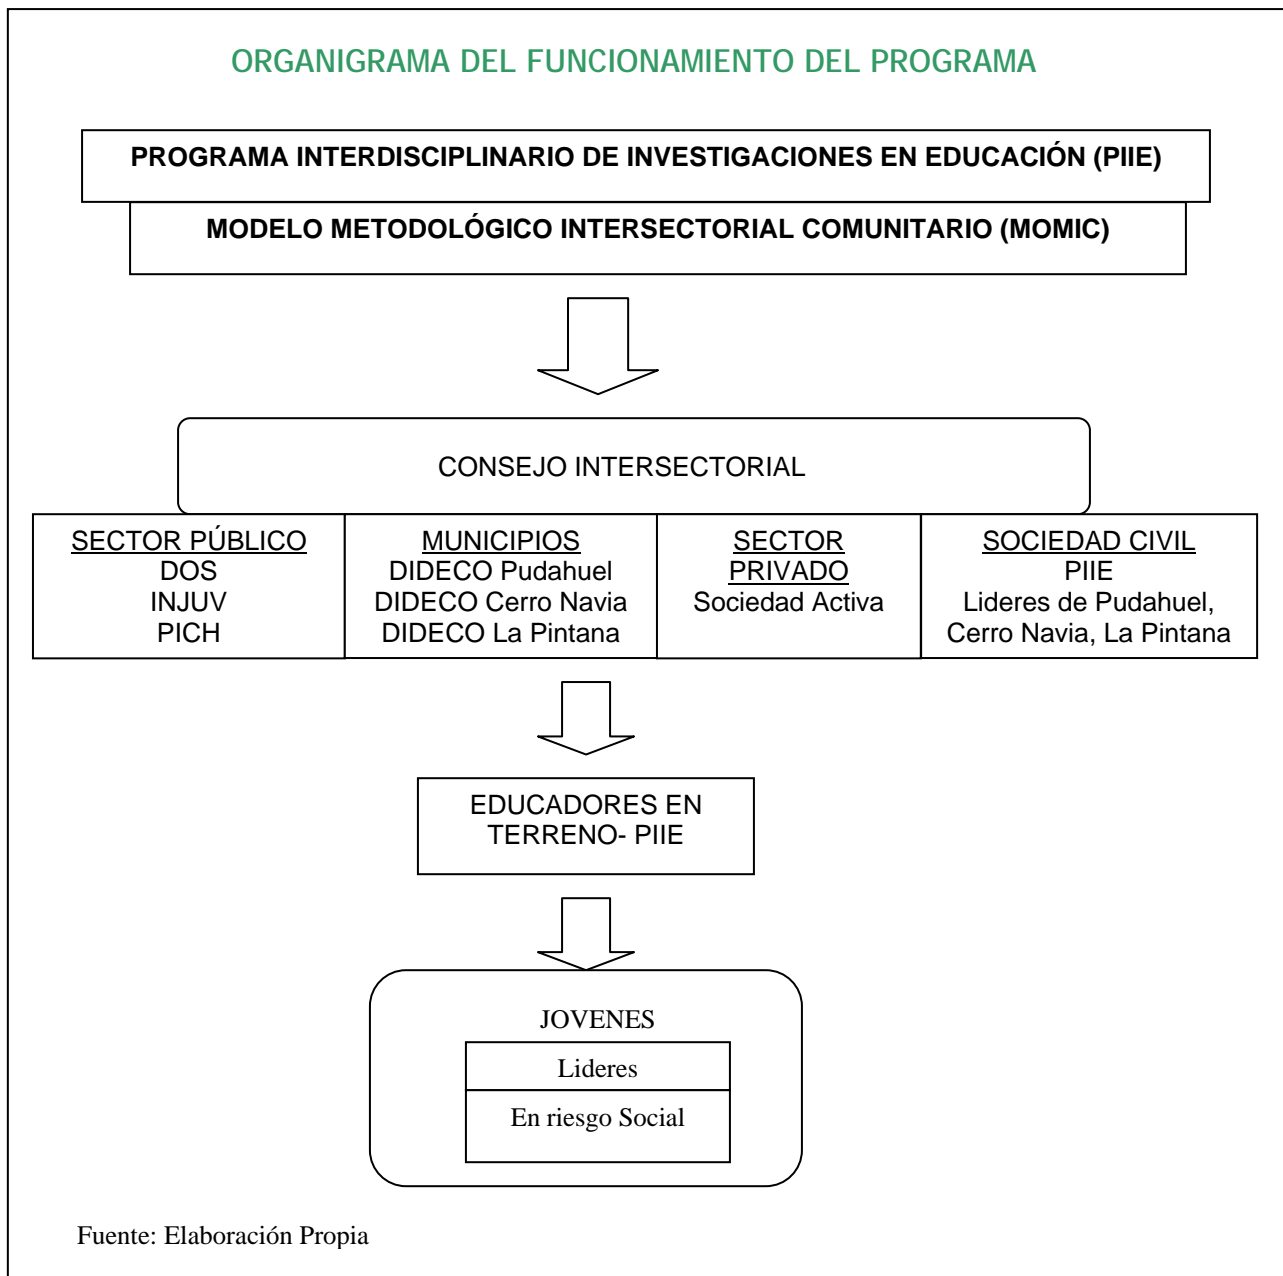 ORGANIGRAMA DEL FUNCIONAMIENTO DEL PROGRAMA
PROGRAMA INTERDISCIPLINARIO DE INVESTIGACIONES EN EDUCACIÓN (PIIE)
MODELO METODOLÓGICO INTERSECTORIAL COMUNITARIO (MOMIC)
CONSEJO INTERSECTORIAL
SECTOR PÚBLICO
DOS
INJUV
PICH
MUNICIPIOS
DIDECO Pudahuel
DIDECO Cerro Navia
DIDECO La Pintana
SECTOR
PRIVADO
Sociedad Activa
SOCIEDAD CIVIL
PIIE
Lideres de Pudahuel,
Cerro Navia, La Pintana
EDUCADORES EN
TERRENO- PIIE
JOVENES
Lideres
En riesgo Social
Fuente: Elaboración Propia